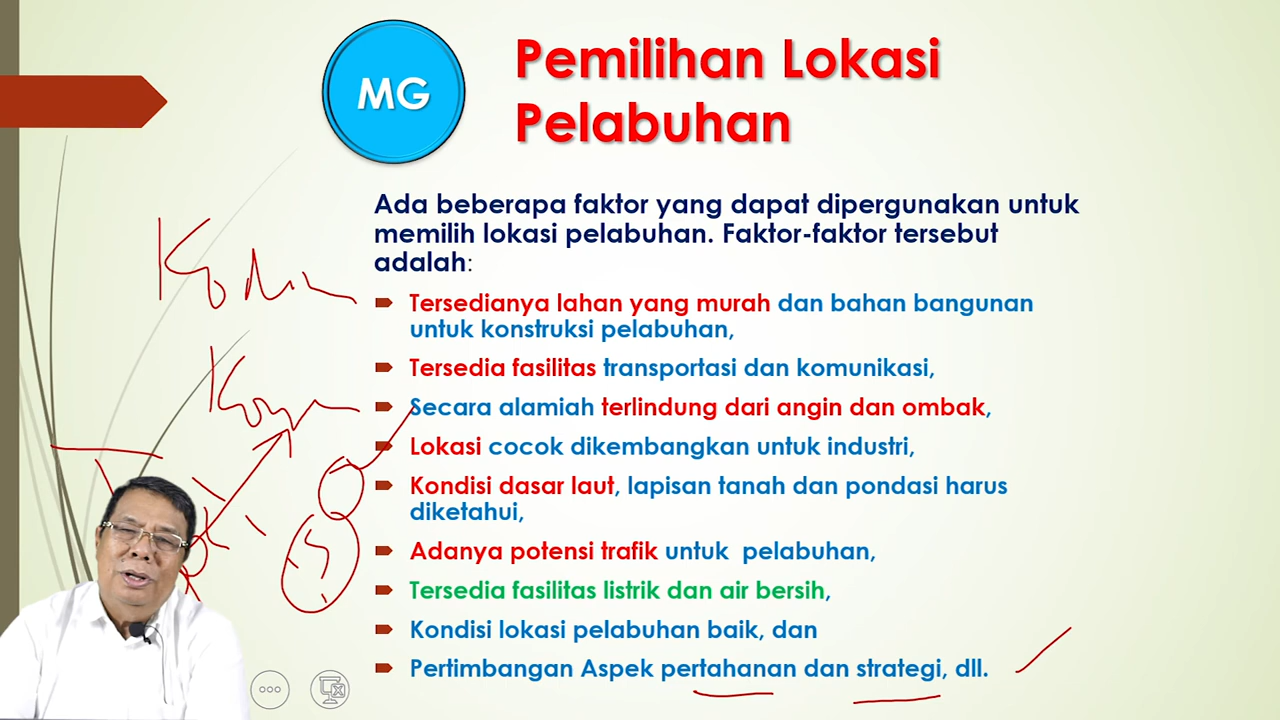 MG
Pemilihan Lokasi
Pelabuhan
Ada beberapa faktor yang dapat dipergunakan untuk
memilih lokasi pelabuhan. Faktor-faktor tersebut
adalah:
Tersedianya lahan yang murah dan bahan bangunan
untuk konstruksi pelabuhan,
Tersedia fasilitas transportasi dan komunikasi,
Secara alamiah terlindung dari angin dan ombak,
Lokasi cocok dikembangkan untuk industri,
Kondisi dasar laut, lapisan tanah dan pondasi harus
diketahui,
Adanya potensi trafik untuk pelabuhan,
Tersedia fasilitas listrik dan air bersih,
Kondisi lokasi pelabuhan baik, dan
Pertimbangan Aspek pertahanan dan strategi, dll.